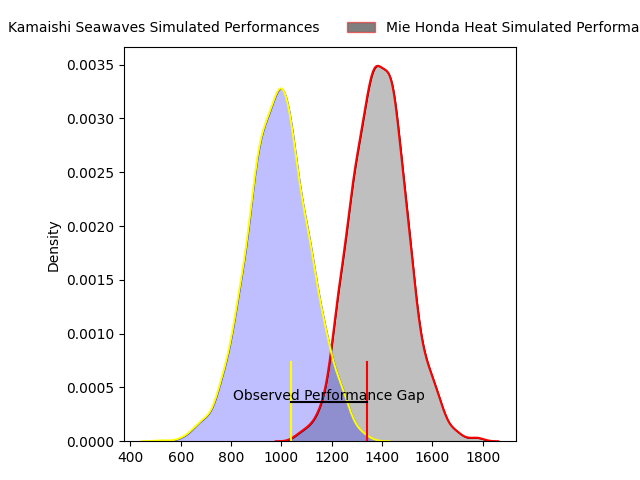 Kamaishi Seawaves Simulated Performances
Mie Honda Heat Simulated Performa
0.0035
0.0030
0.0025
0.0020
0.0015
0.0010
0.0005
0.0000
Density
Observed Performance Gap
400 600 800 1000 1200 1400 1600 1800